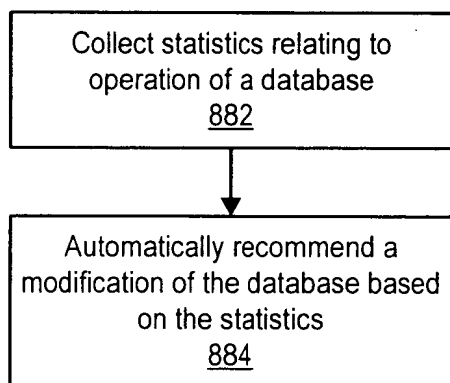 Collect statistics relating to
operation of a database
882
Automatically recommend a
modification of the database based
on the statistics
884